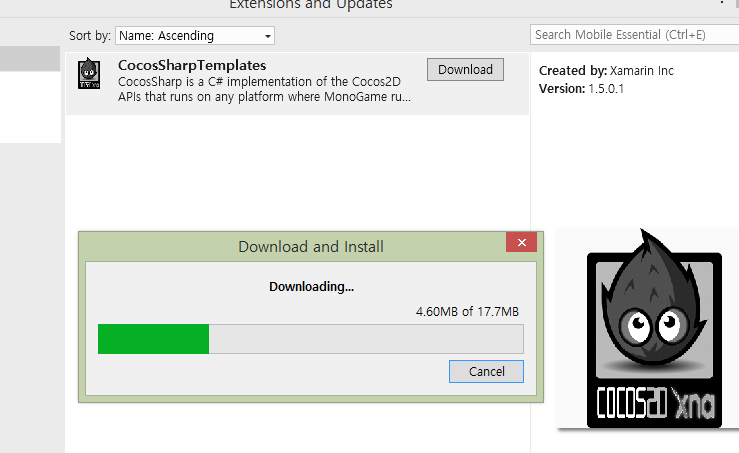 Extensions and Updates
Sort by: Name: Ascending
Search Mobile Essential (Ctrl+E)
CocosSharpTemplates
Download
CocosSharp is a C# implementation of the Cocos2D
APIs that runs on any platform where MonoGame ru...
Created by: Xamarin Inc
Version: 1.5.0.1
Download and Install
Downloading...
4.60MB of 17.7MB
Cancel
COCOS2D xna